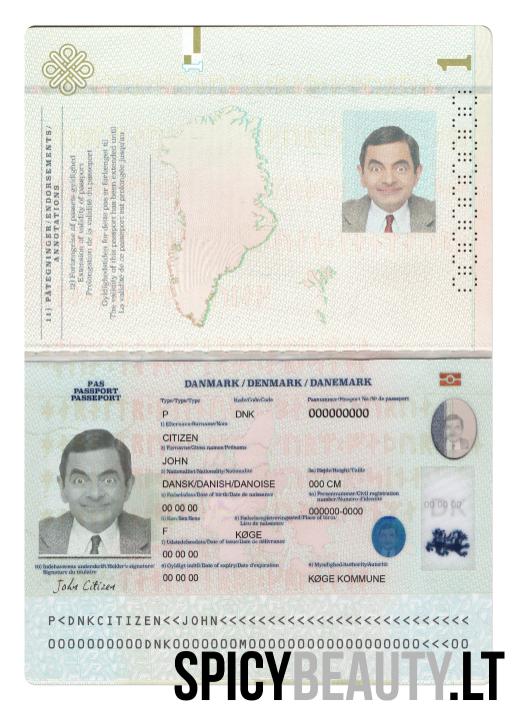 1
1
11) PÅTEGNINGER/ENDORSEMENTS/
ANNOTATIONS
12) Forlængelse af passets gyldighed
Extension of validity of passport
Prolongation de la validité du passeport
Gyldighedstiden for dette pas er forlænget til
The validity of this passport has been extended until
La validité de ce passeport est prolongée jusqu'au
PAS
PASSPORT
PASSEPORT
DANMARK / DENMARK / DANEMARK
Type/Type/Type
Kode/Code/Code
Pasnummer/Passport No/Nº de passeport
P
DNK
000000000
1) Efternavn/Surname/Nom
CITIZEN
2) Fornavne/Given names/Prénoms
JOHN
3) Nationalitet/Nationality/Nationalité
DANSK/DANISH/DANOISE
3a) Højde/Height/Taille
000 CM
4) Fødselsdato/Date of birth/Date de naissance
00 00 00
4a) Personnummer/Civil registration
number/Numéro d'identité
000000-0000
5) Køn/Sex/Sexe
F
6) Fødselsregistreringssted/Place of birth/
Lieu de naissance
KØGE
7) Udstedelsesdato/Date of issue/Date de délivrance
00 00 00
8) Gyldigt indtil/Date of expiry/Date d'expiration
00 00 00
9) Myndighed/Authority/Autorité
KØGE KOMMUNE
00 00 00
10) Indehaverens underskrift/Holder's signature/
Signature du titulaire
John Citizen
P<DNKCITIZEN<<JOHN<<<<<<<<<<<<<<<<<<<<<<<<<<
0000000000DNK0000000M0000000000000000000<<<00
SPICYBEAUTY.LT